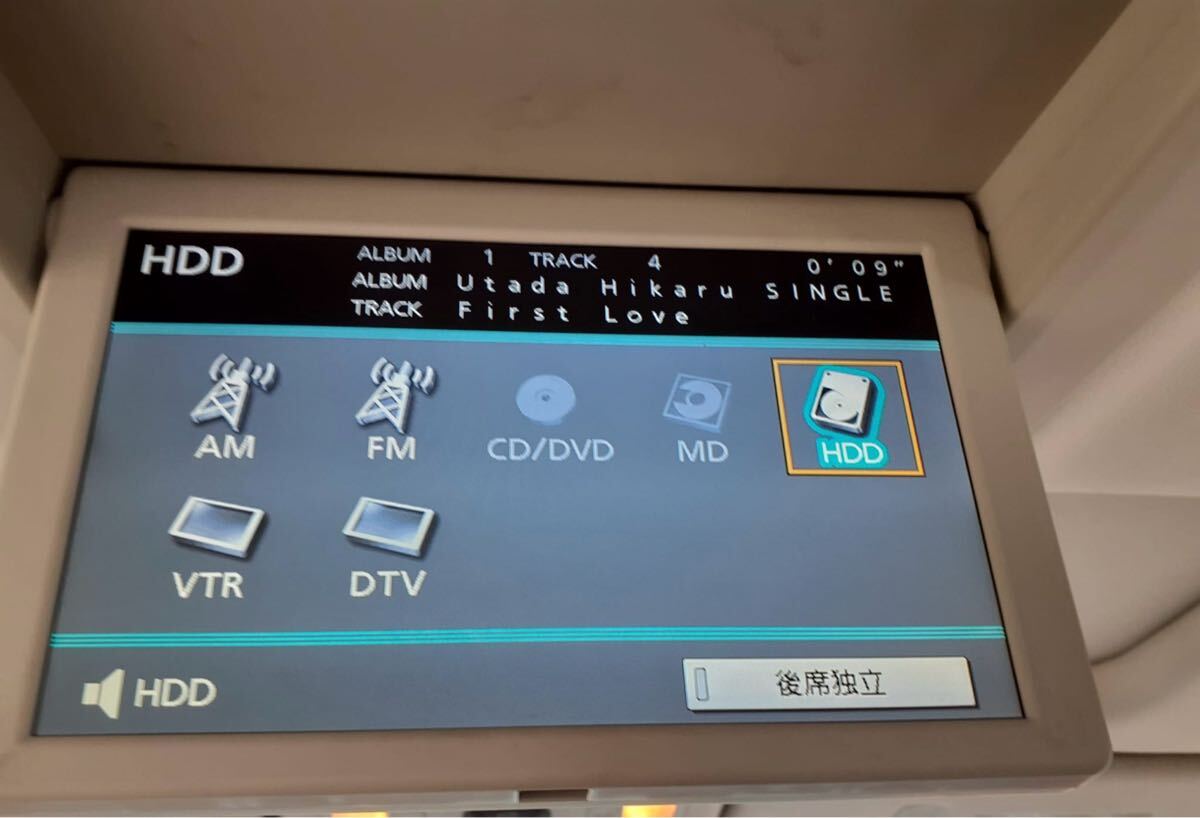 HDD
ALBUM 1 TRACK 4 0' 09"
ALBUM Utada Hikaru SINGLE
TRACK First Love
AM FM CD/DVD MD HDD
VTR DTV
HDD 後席独立